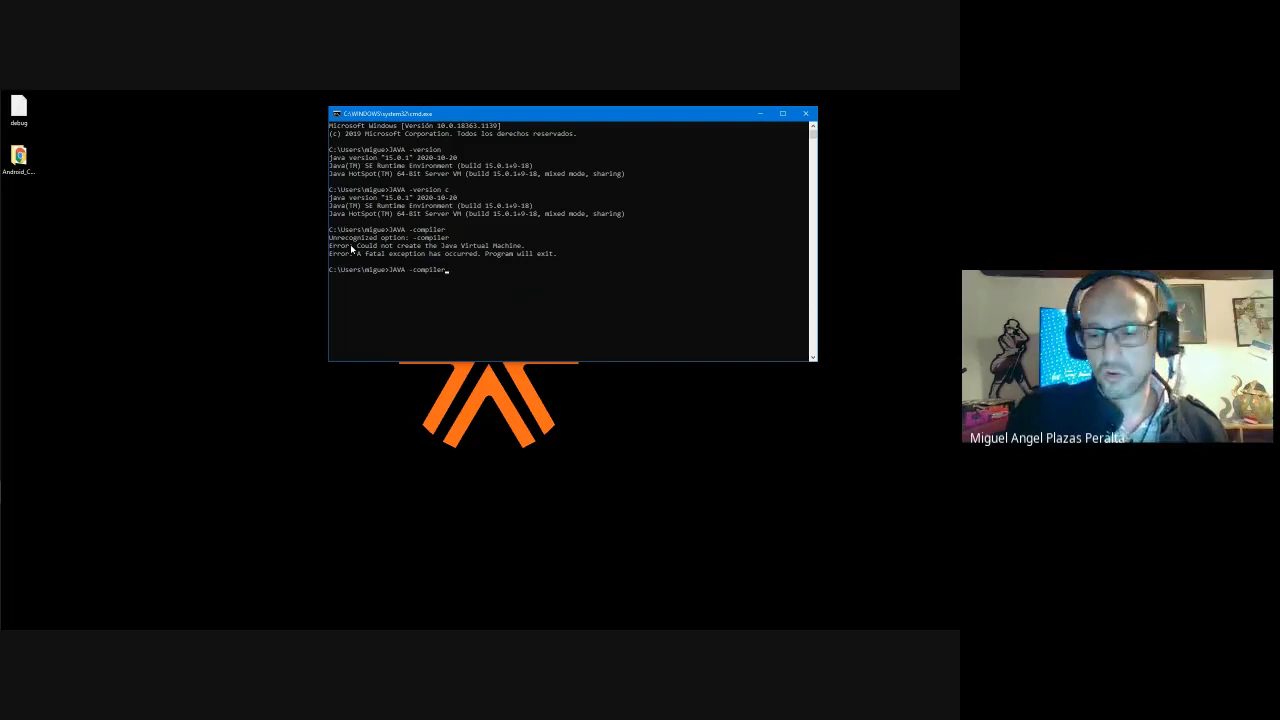 debug
Android_C...
C:\WINDOWS\system32\cmd.exe
Microsoft Windows [Versión 10.0.18363.1139]
(c) 2019 Microsoft Corporation. Todos los derechos reservados.
C:\Users\migue>JAVA -version
java version "15.0.1" 2020-10-20
Java(TM) SE Runtime Environment (build 15.0.1+9-18)
Java HotSpot(TM) 64-Bit Server VM (build 15.0.1+9-18, mixed mode, sharing)
C:\Users\migue>JAVA -version c
java version "15.0.1" 2020-10-20
Java(TM) SE Runtime Environment (build 15.0.1+9-18)
Java HotSpot(TM) 64-Bit Server VM (build 15.0.1+9-18, mixed mode, sharing)
C:\Users\migue>JAVA -compiler
Unrecognized option: -compiler
Error: Could not create the Java Virtual Machine.
Error: A fatal exception has occurred. Program will exit.
C:\Users\migue>JAVA -compiler
Miguel Angel Plazas Peralta